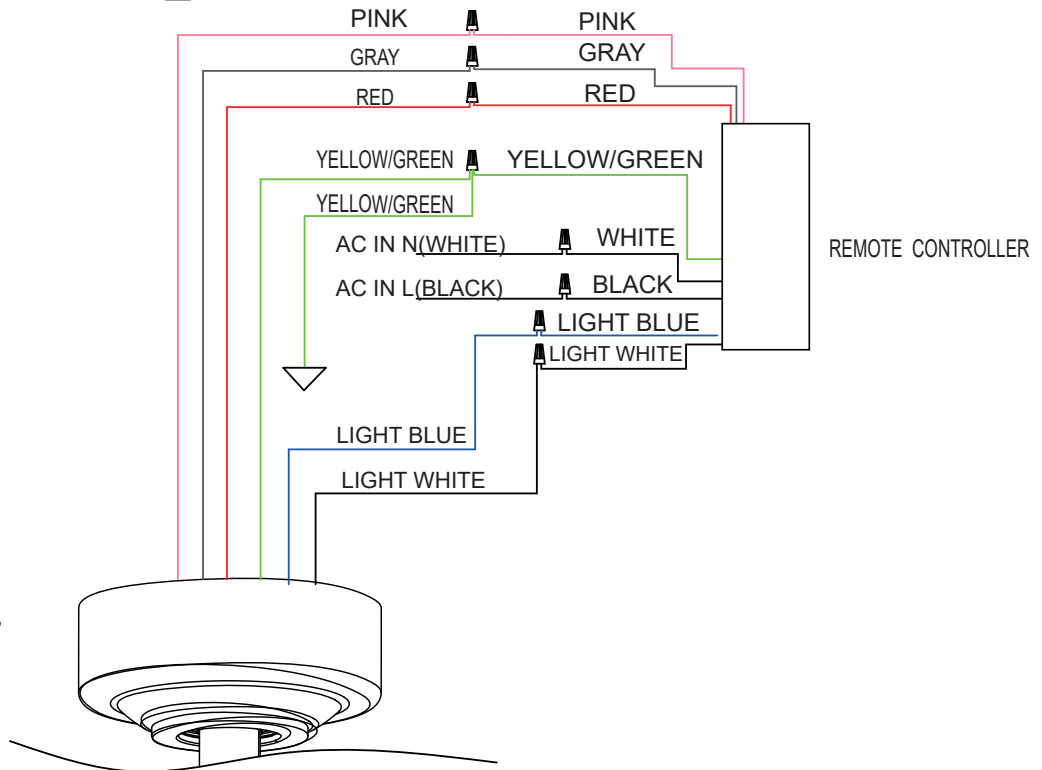 PINK PINK
GRAY GRAY
RED RED
YELLOW/GREEN YELLOW/GREEN
YELLOW/GREEN
AC IN N(WHITE) WHITE
REMOTE CONTROLLER
AC IN L(BLACK) BLACK
LIGHT BLUE
LIGHT WHITE
LIGHT BLUE
LIGHT WHITE